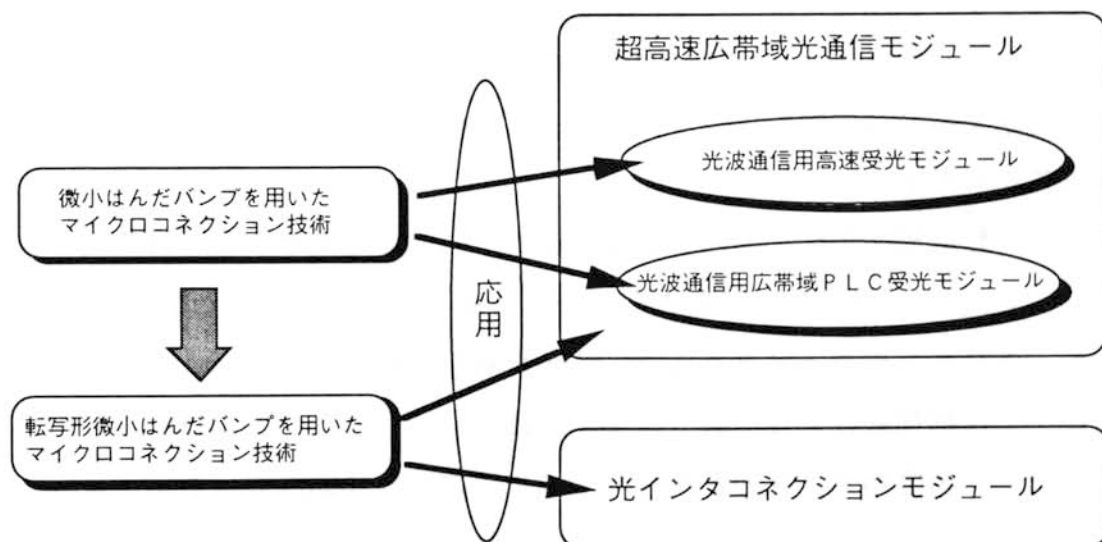 超高速広帯域光通信モジュール
光波通信用高速受光モジュール
微小はんだバンプを用いた
マイクロコネクション技術
光波通信用広帯域PLC受光モジュール
応用
転写形微小はんだバンプを用いた
マイクロコネクション技術
光インタコネクションモジュール